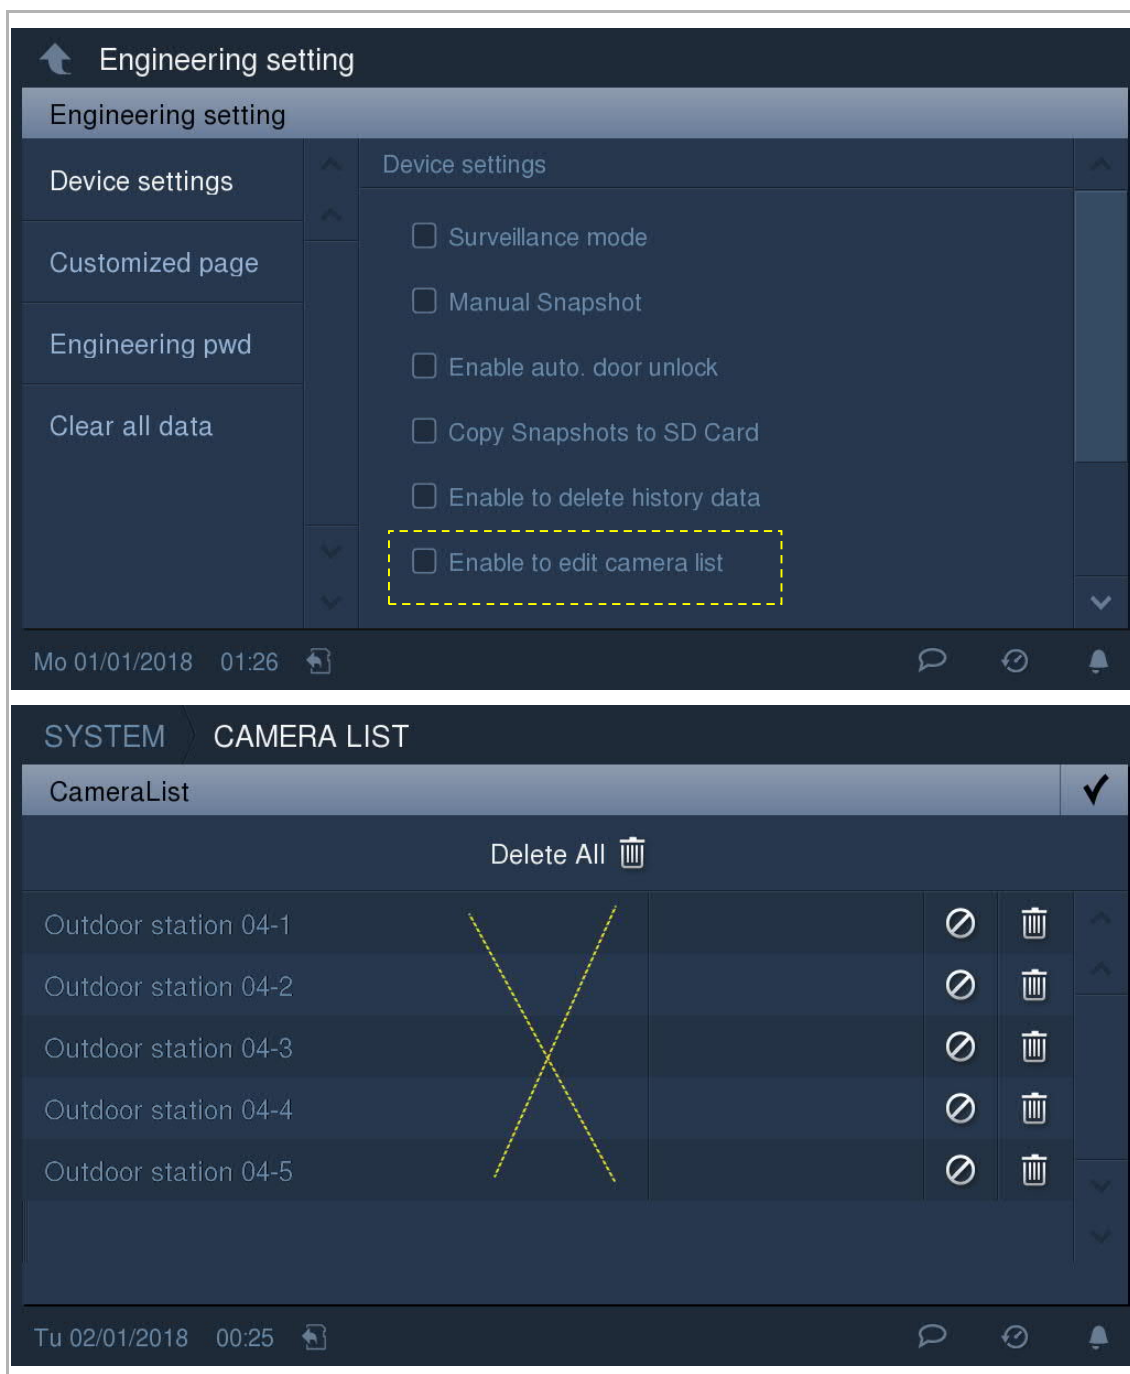 Engineering setting
Engineering setting
Device settings
Customized page
Engineering pwd
Clear all data
Device settings
Surveillance mode
Manual Snapshot
Enable auto. door unlock
Copy Snapshots to SD Card
Enable to delete history data
Enable to edit camera list
Mo 01/01/2018 01:26
SYSTEM CAMERA LIST
CameraList
Delete All
Outdoor station 04-1
Outdoor station 04-2
Outdoor station 04-3
Outdoor station 04-4
Outdoor station 04-5
Tu 02/01/2018 00:25